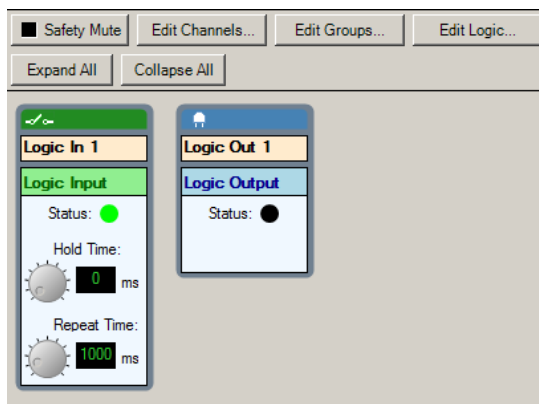 Safety Mute Edit Channels... Edit Groups... Edit Logic...
Expand All Collapse All
Logic In 1
Logic Input
Status:
Hold Time:
0 ms
Repeat Time:
1000 ms
Logic Out 1
Logic Output
Status: